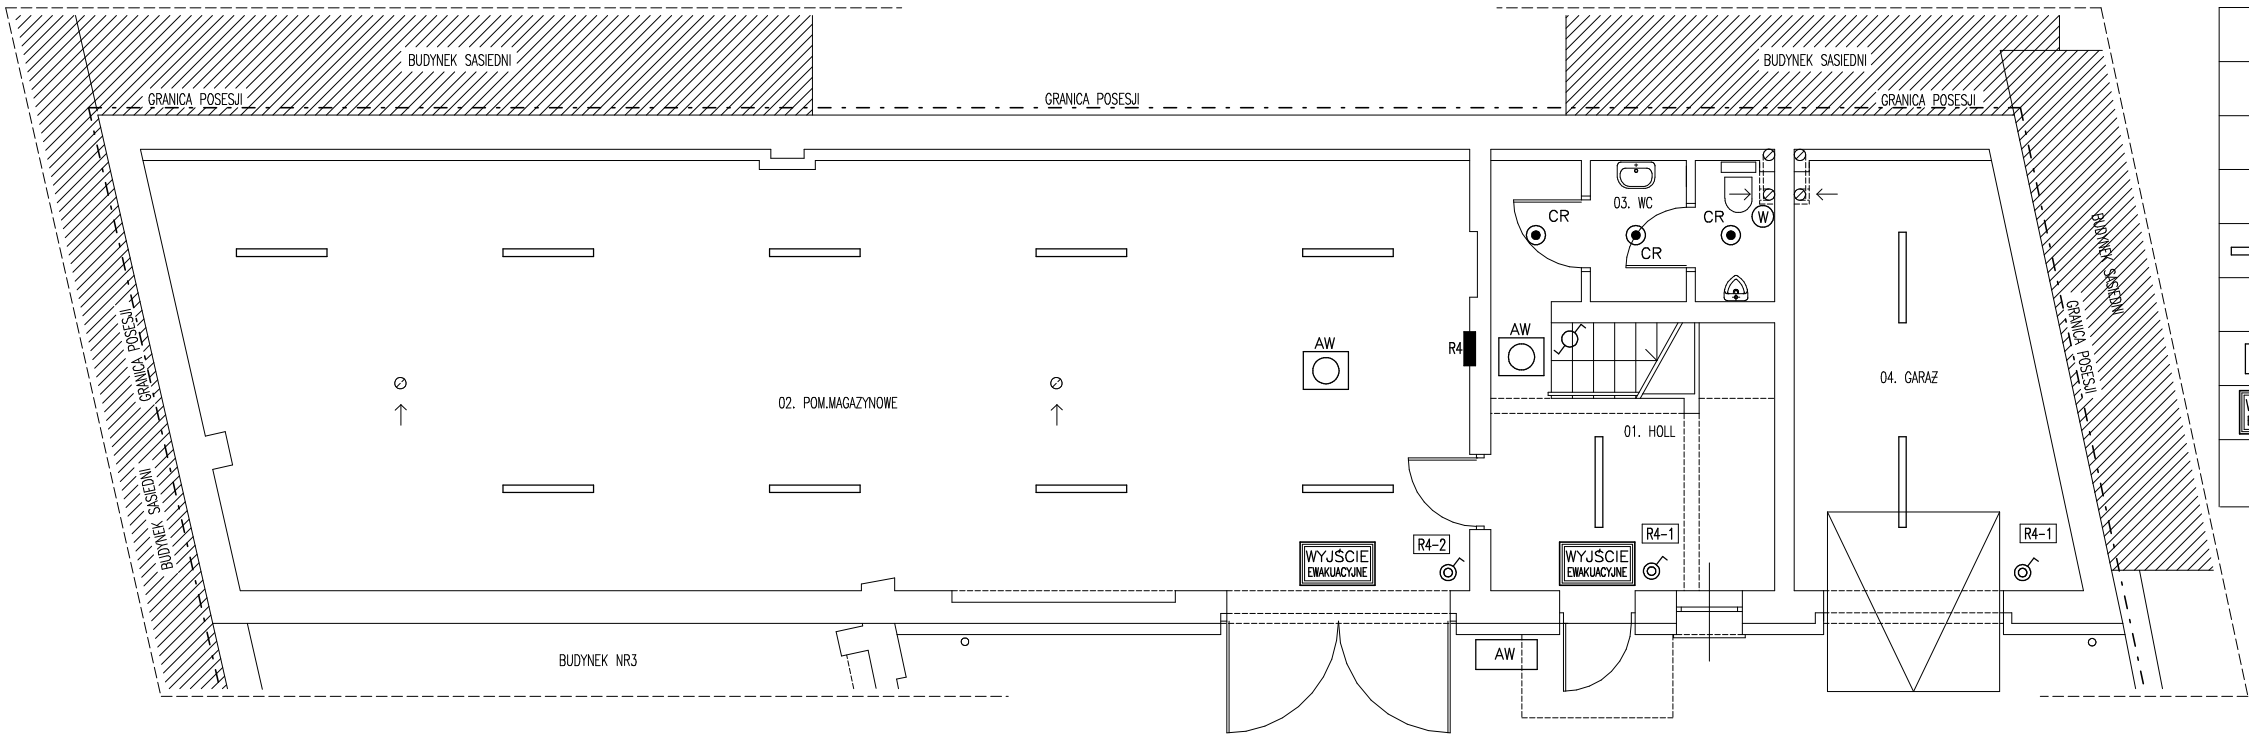 BUDYNEK SASIEDNI
BUDYNEK SASIEDNI
GRANICA POSESJI
GRANICA POSESJI
GRANICA POSESJI
03. WC
CR
CR
W
CR
BUDYNEK SASIEDNI
GRANICA POSESJI
GRANICA POSESJI
AW
R4
AW
02. POM.MAGAZYNOWE
04. GARAŻ
01. HOLL
BUDYNEK SASIEDNI
WYJŚCIE
EWAKUACYJNE
R4-2
WYJŚCIE
EWAKUACYJNE
R4-1
R4-1
BUDYNEK NR3
AW